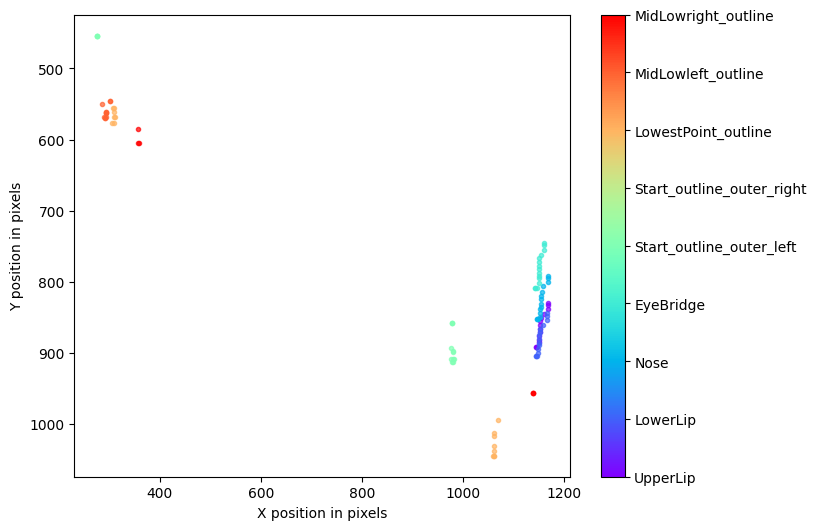 MidLowright_outline
MidLowleft_outline
LowestPoint_outline
Start_outline_outer_right
Start_outline_outer_left
EyeBridge
Nose
LowerLip
UpperLip
500
600
700
800
900
1000
Y position in pixels
400
600
800
1000
1200
X position in pixels